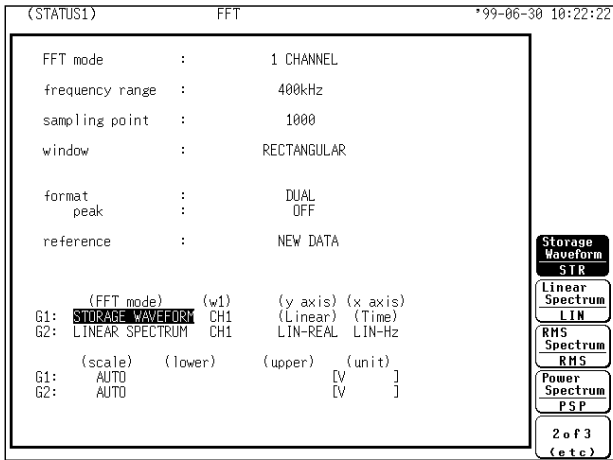 (STATUS1) FFT '99-06-30 10:22:22
FFT mode : 1 CHANNEL
frequency range : 400kHz
sampling point : 1000
window : RECTANGULAR
format : DUAL
peak : OFF
reference : NEW DATA
(FFT mode) (w1) (y axis) (x axis)
G1: STORAGE WAVEFORM CH1 (Linear) (Time)
G2: LINEAR SPECTRUM CH1 LIN-REAL LIN-Hz
(scale) (lower) (upper) (unit)
G1: AUTO [V ]
G2: AUTO [V ]
Storage
Waveform
STR
Linear
Spectrum
LIN
RMS
Spectrum
RMS
Power
Spectrum
PSP
2of3
(etc)